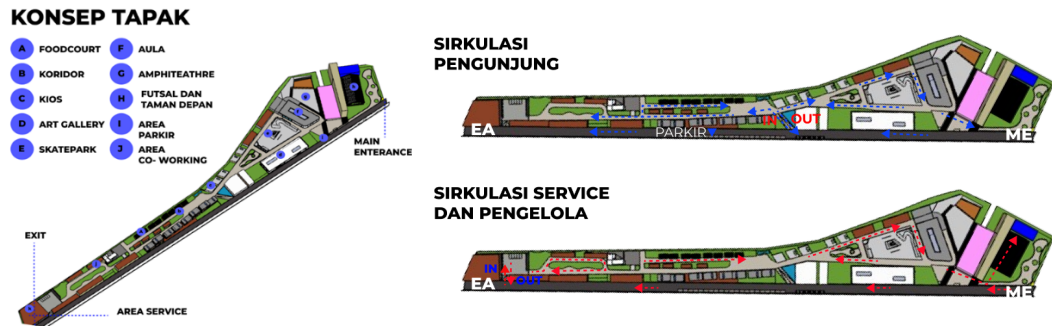 KONSEP TAPAK
A FOODCOURT
B KORIDOR
C KIOS
D ART GALLERY
E SKATEPARK
F AULA
G AMPHITEATHRE
H FUTSAL DAN
TAMAN DEPAN
I AREA
PARKIR
J AREA
CO- WORKING
MAIN
ENTERANCE
EXIT
AREA SERVICE
SIRKULASI
PENGUNJUNG
IN OUT
EA
PARKIR
ME
SIRKULASI SERVICE
DAN PENGELOLA
IN
OUT
EA
ME